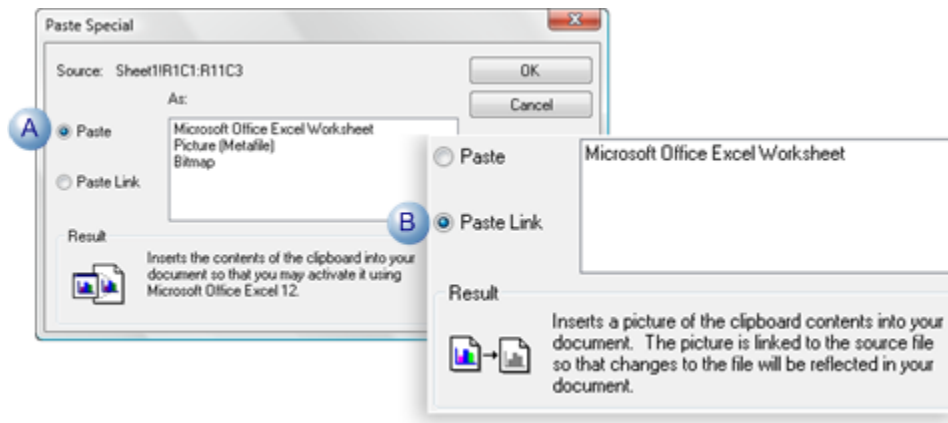 Paste Special
Source: Sheet1!R1C1:R11C3
OK
As:
Cancel
A
Paste
Microsoft Office Excel Worksheet
Picture (Metafile)
Bitmap
Paste Link
Result
Inserts the contents of the clipboard into your
document so that you may activate it using
Microsoft Office Excel 12.
Paste
Microsoft Office Excel Worksheet
B
Paste Link
Result
Inserts a picture of the clipboard contents into your
document. The picture is linked to the source file
so that changes to the file will be reflected in your
document.